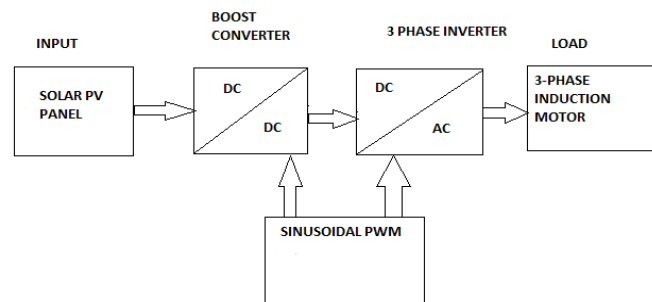 INPUT
BOOST
CONVERTER
3 PHASE INVERTER
LOAD
SOLAR PV
PANEL
DC
DC
DC
AC
3-PHASE
INDUCTION
MOTOR
SINUSOIDAL PWM